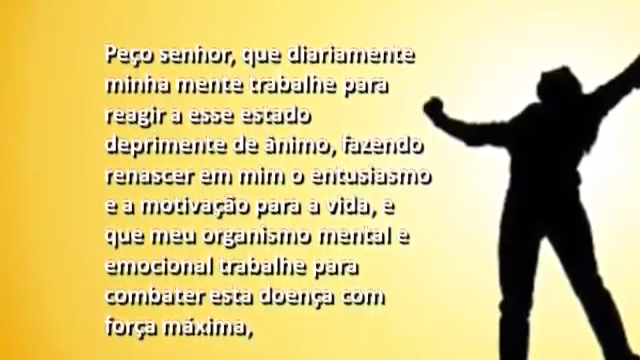 Peço senhor, que diariamente
minha mente trabalhe para
reagir a esse estado
deprimente de ânimo, fazendo
renascer em mim o entusiasmo
e a motivação para a vida, e
que meu organismo mental e
emocional trabalhe para
combater esta doença com
força máxima,